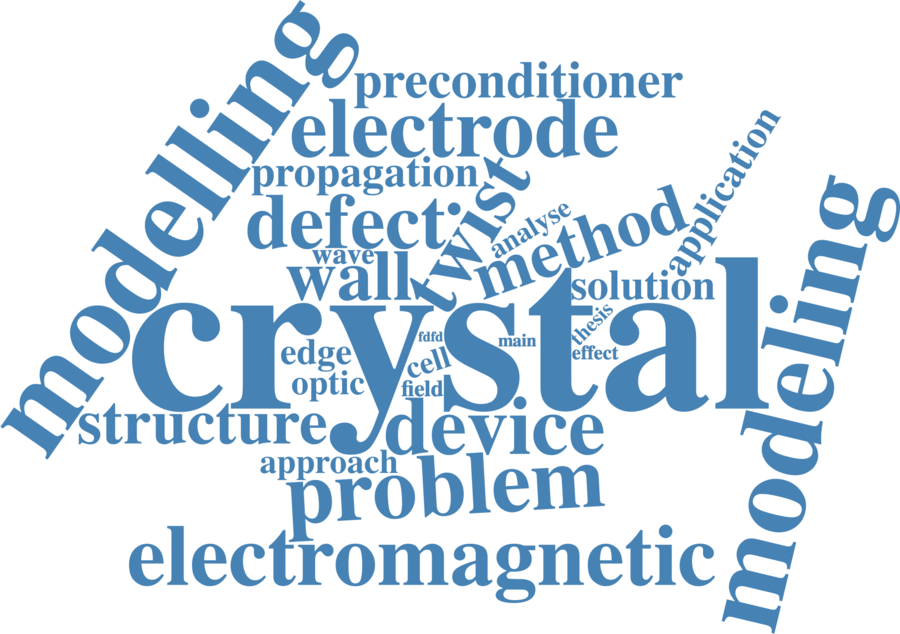 modelling
preconditioner
electrode
propagation
twist
application
defect
analyse
method
modeling
wave
wall
solution
crystal
thesis
fdfd
main
edge
cell
effect
optic
field
structure
device
approach
problem
electromagnetic